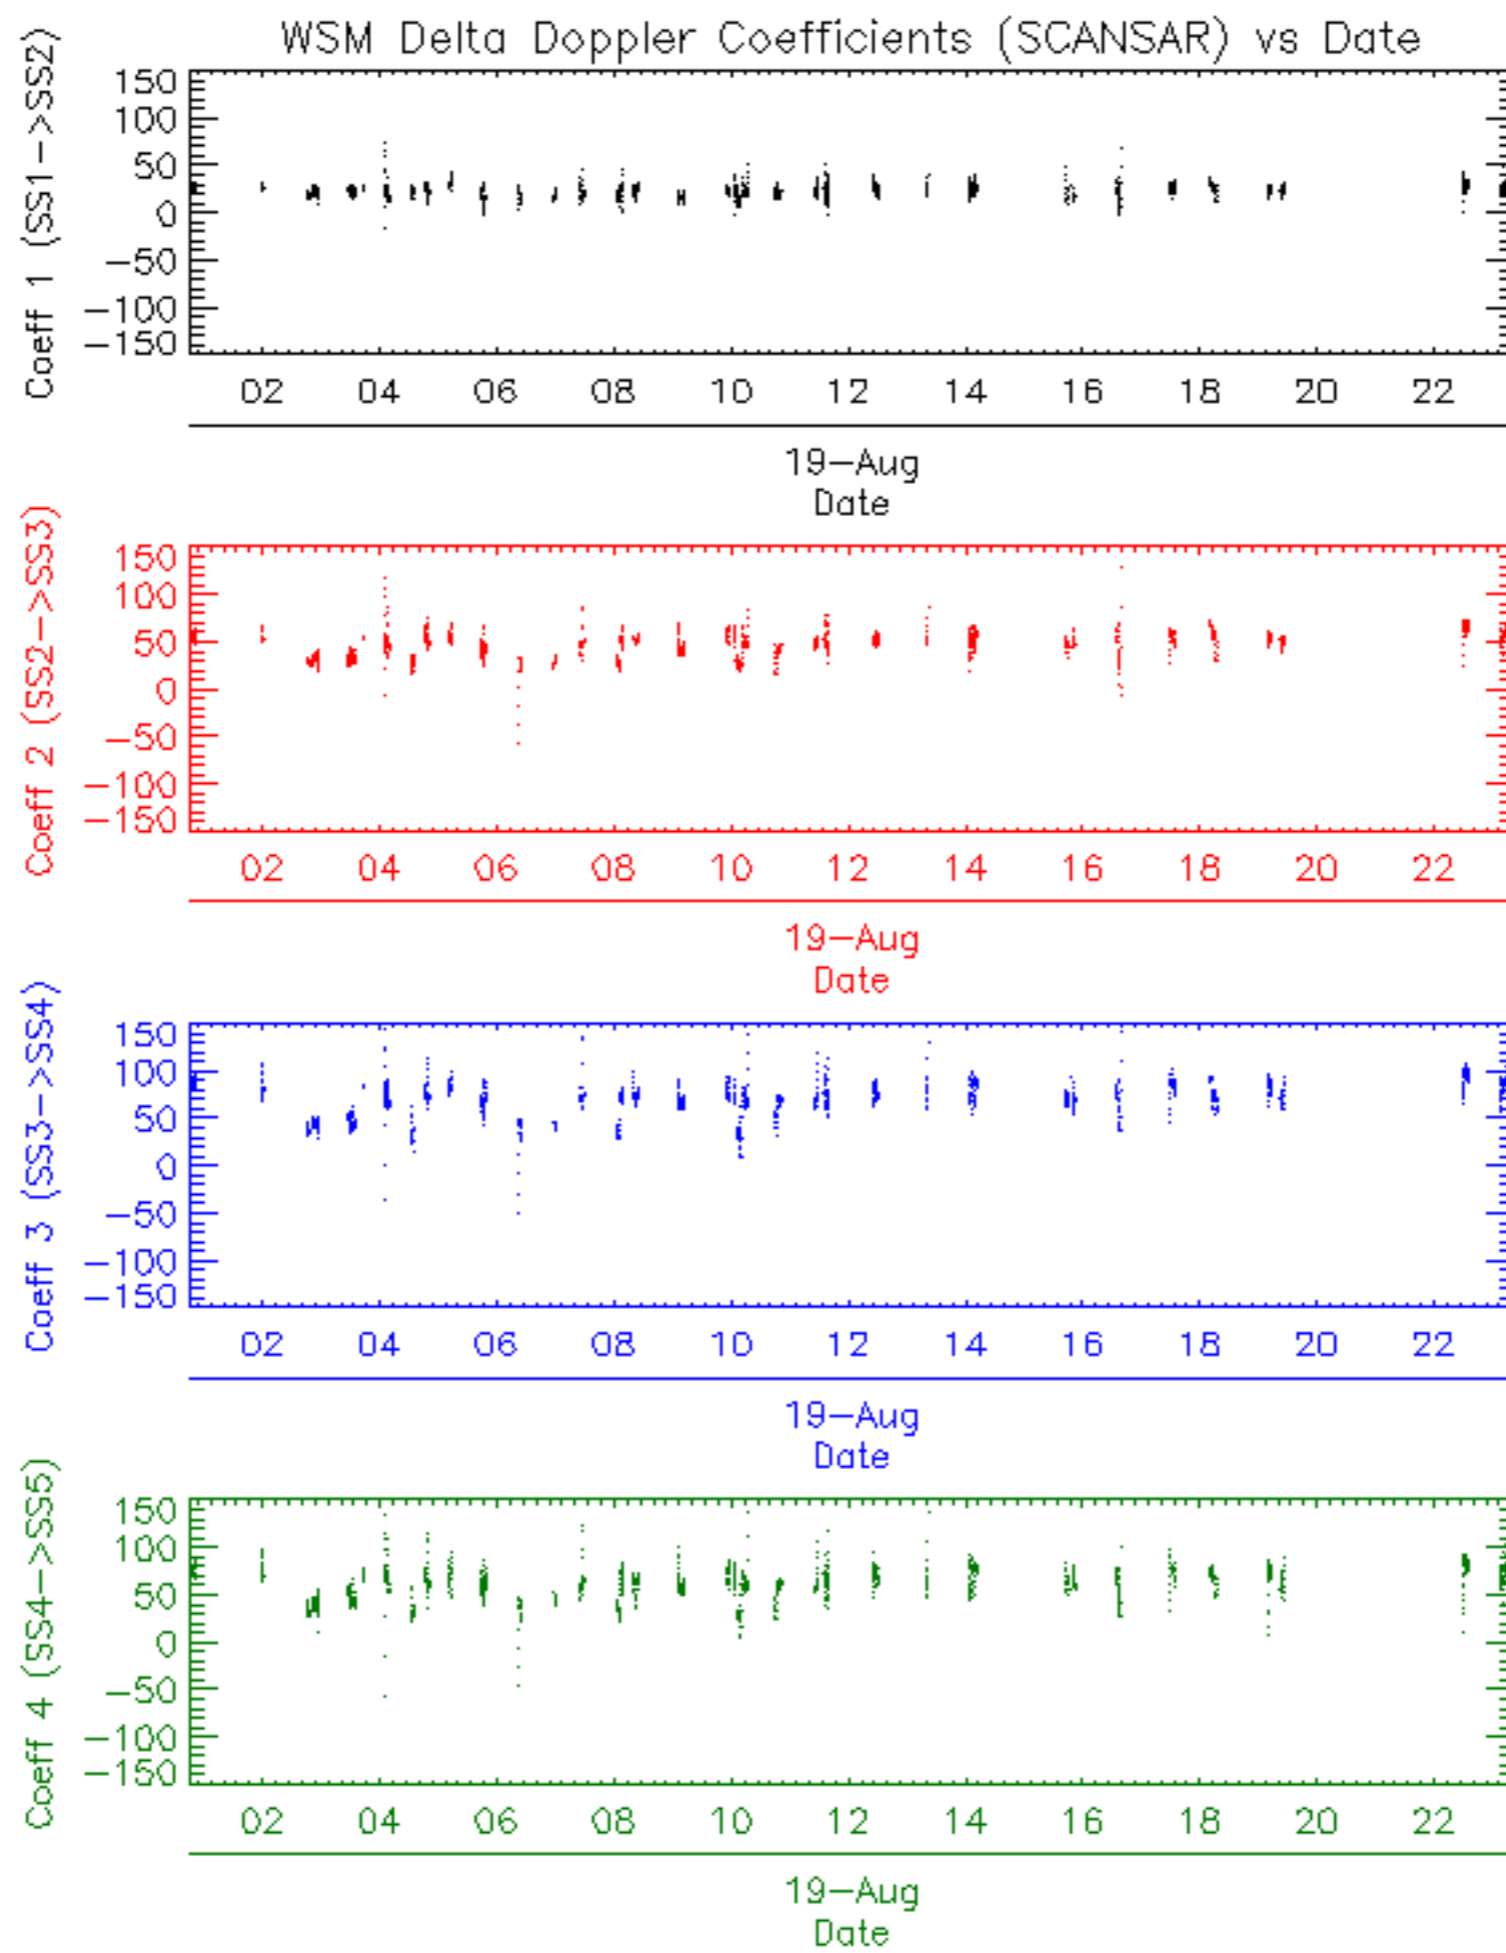 WSM Delta Doppler Coefficients (SCANSAR) vs Date
Coeff 1 (SS1->SS2)
150
100
50
0
-50
-100
-150
02 04 06 08 10 12 14 16 18 20 22
19-Aug
Date
Coeff 2 (SS2->SS3)
150
100
50
0
-50
-100
-150
02 04 06 08 10 12 14 16 18 20 22
19-Aug
Date
Coeff 3 (SS3->SS4)
150
100
50
0
-50
-100
-150
02 04 06 08 10 12 14 16 18 20 22
19-Aug
Date
Coeff 4 (SS4->SS5)
150
100
50
0
-50
-100
-150
02 04 06 08 10 12 14 16 18 20 22
19-Aug
Date